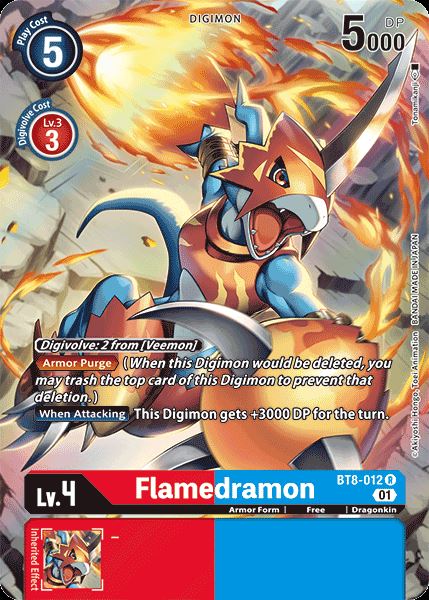 DIGIMON
Play Cost
5
DP
5000
Digivolve Cost
Lv.3
3
Tonamikanji
©Akiyoshi Hongo, Toei Animation BANDAI MADE IN JAPAN
Digivolve: 2 from [Veemon]
Armor Purge (When this Digimon would be deleted, you
may trash the top card of this Digimon to prevent that
deletion.)
When Attacking This Digimon gets +3000 DP for the turn.
Lv.4
Flamedramon
BT8-012 R
01
Armor Form | Free | Dragonkin
Inherited Effect
-